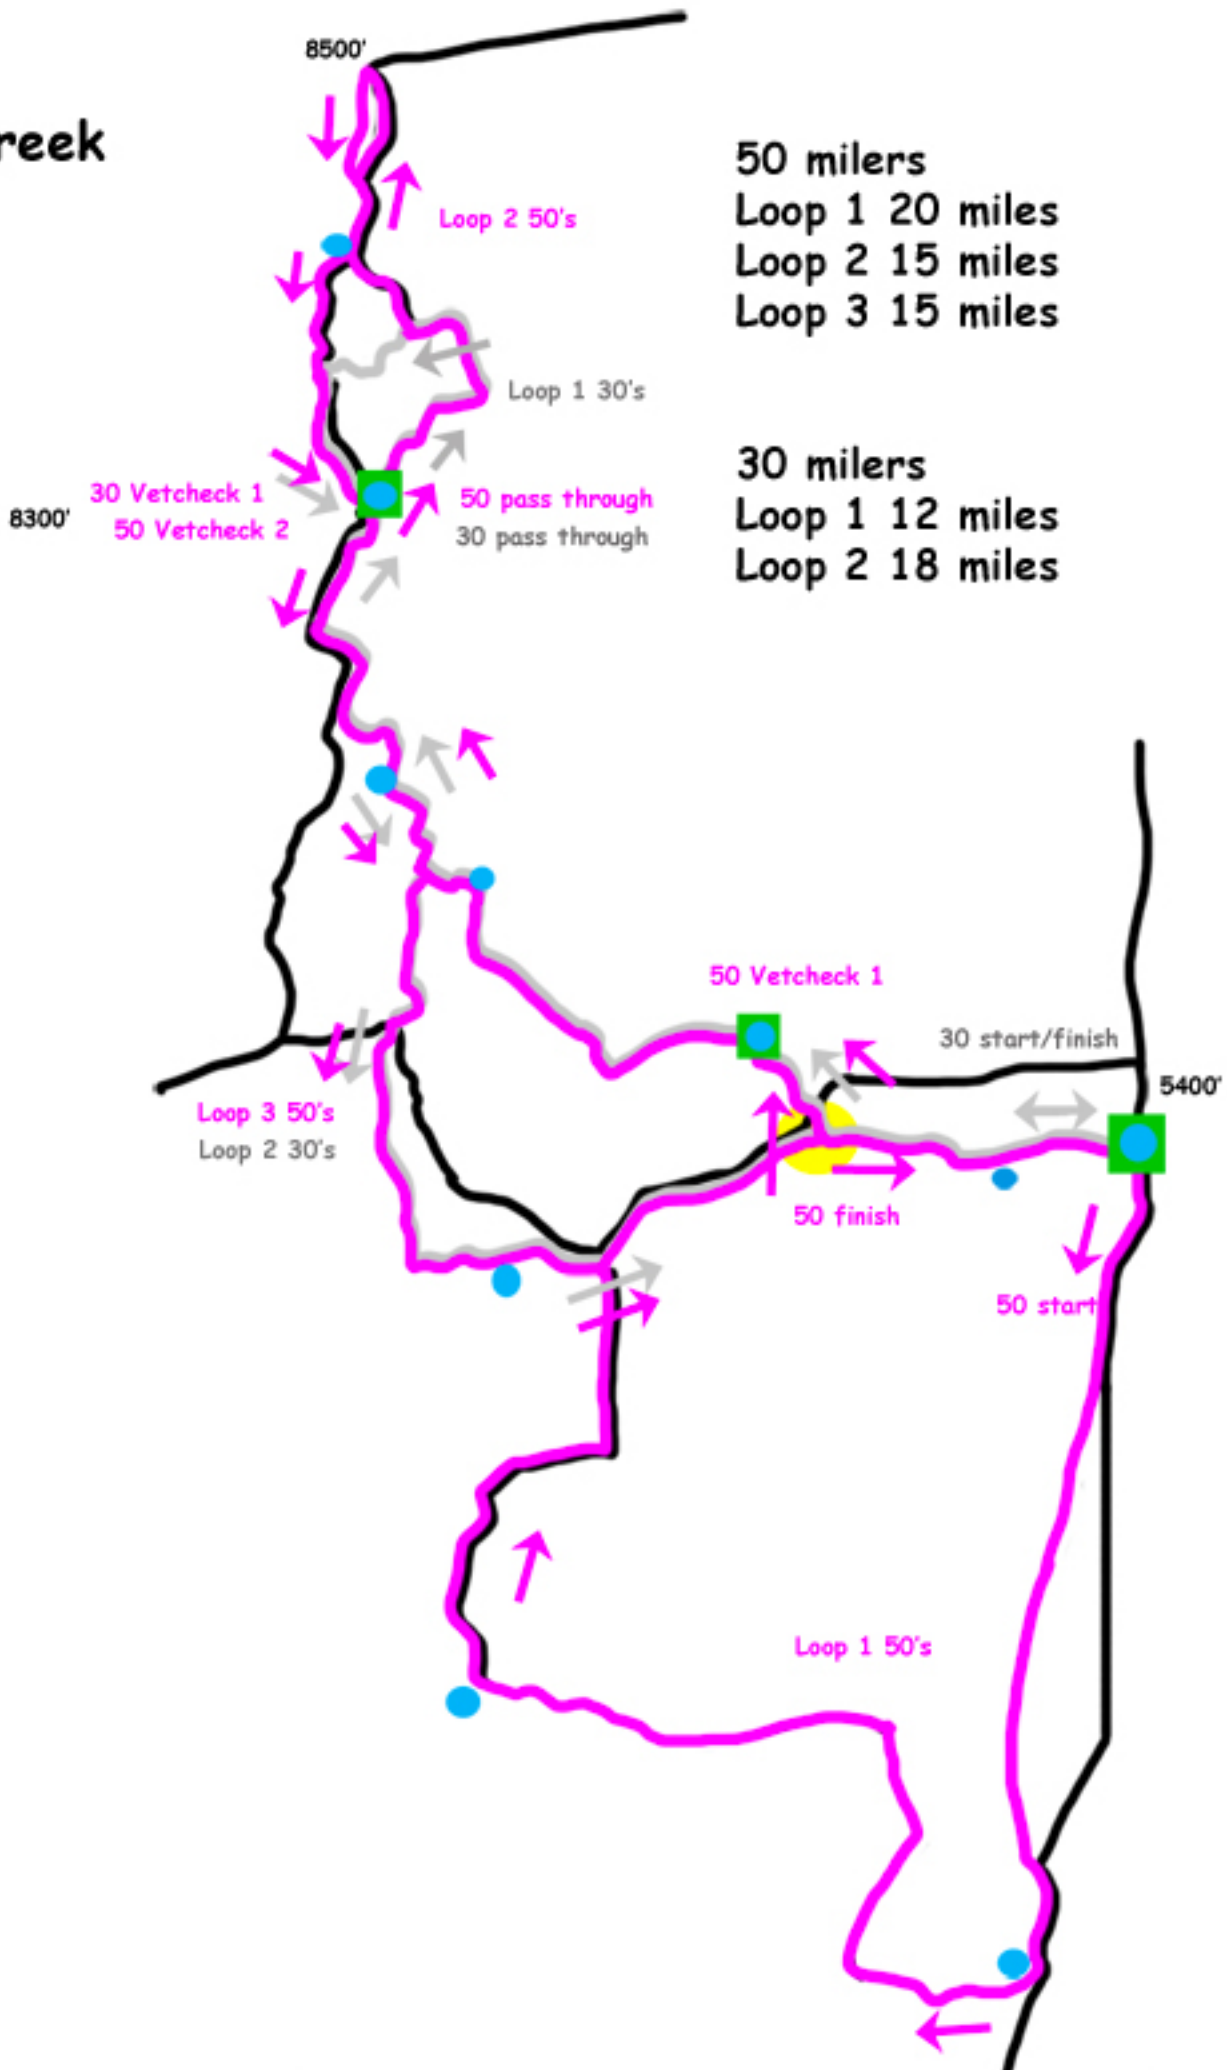 8500'
reek
50 milers
Loop 1 20 miles
Loop 2 15 miles
Loop 3 15 miles
Loop 2 50's
Loop 1 30's
30 milers
Loop 1 12 miles
Loop 2 18 miles
30 Vetcheck 1
50 Vetcheck 2
8300'
50 pass through
30 pass through
50 Vetcheck 1
30 start/finish
5400'
Loop 3 50's
Loop 2 30's
50 finish
50 start
Loop 1 50's